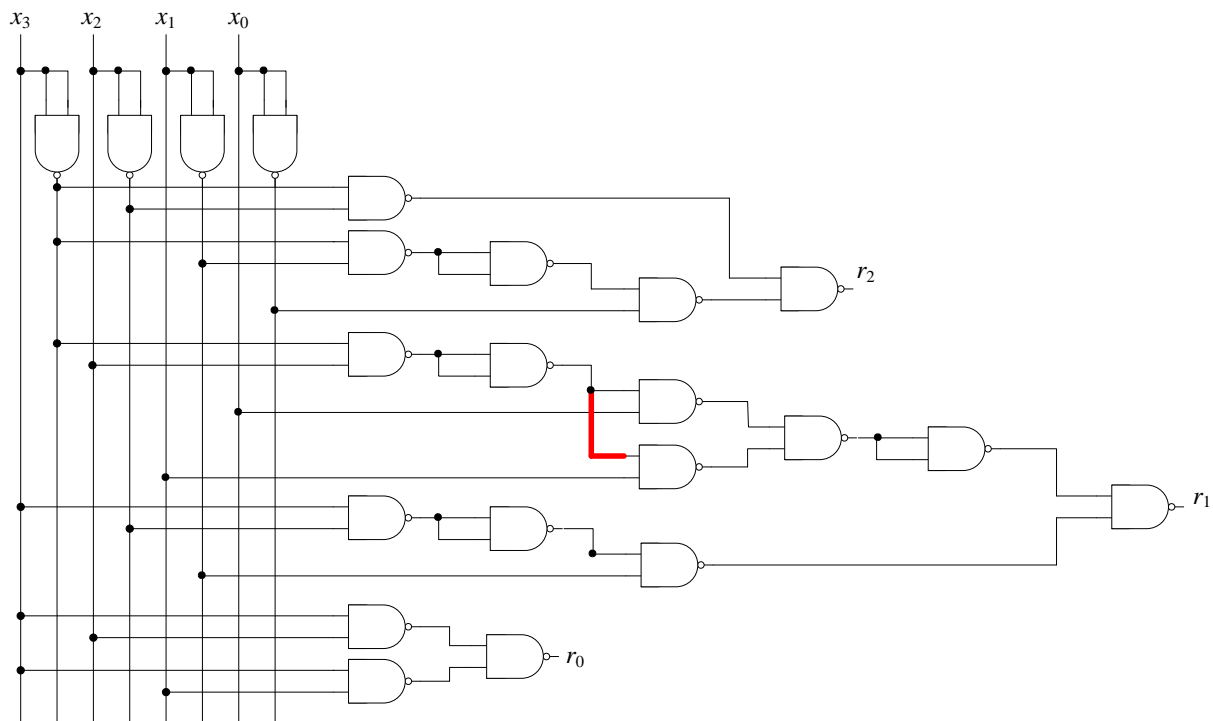 x₃ x₂ x₁ x₀
r₂
r₁
r₀